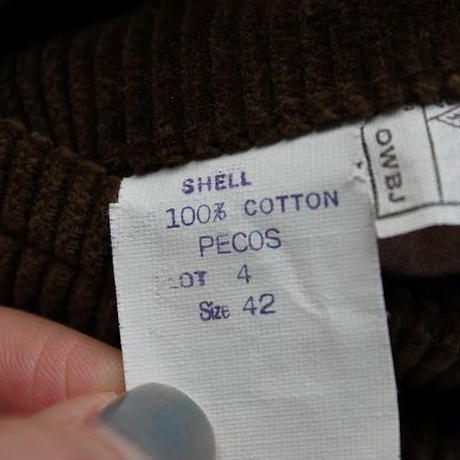 SHELL
100% COTTON
PECOS
LOT 4
Size 42
OWBJ